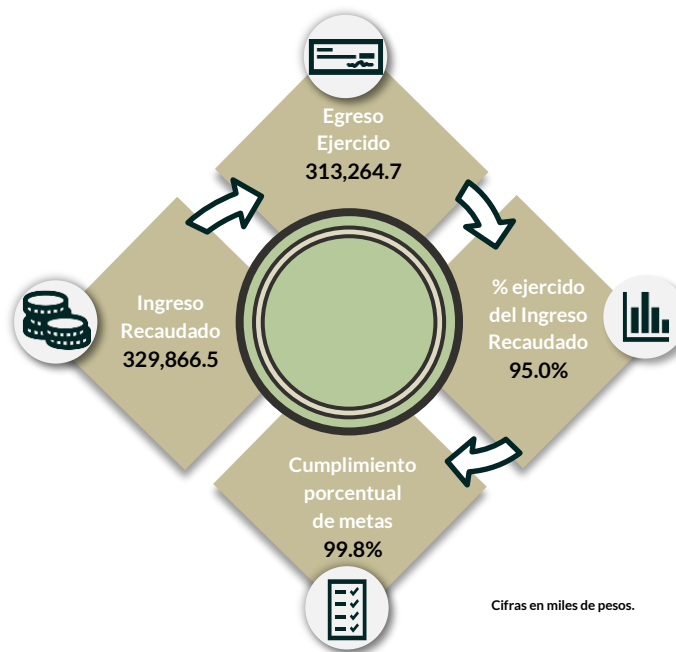 Egreso
Ejercido
313,264.7
Ingreso
Recaudado
329,866.5
% ejercido
del Ingreso
Recaudado
95.0%
Cumplimiento
porcentual
de metas
99.8%
Cifras en miles de pesos.